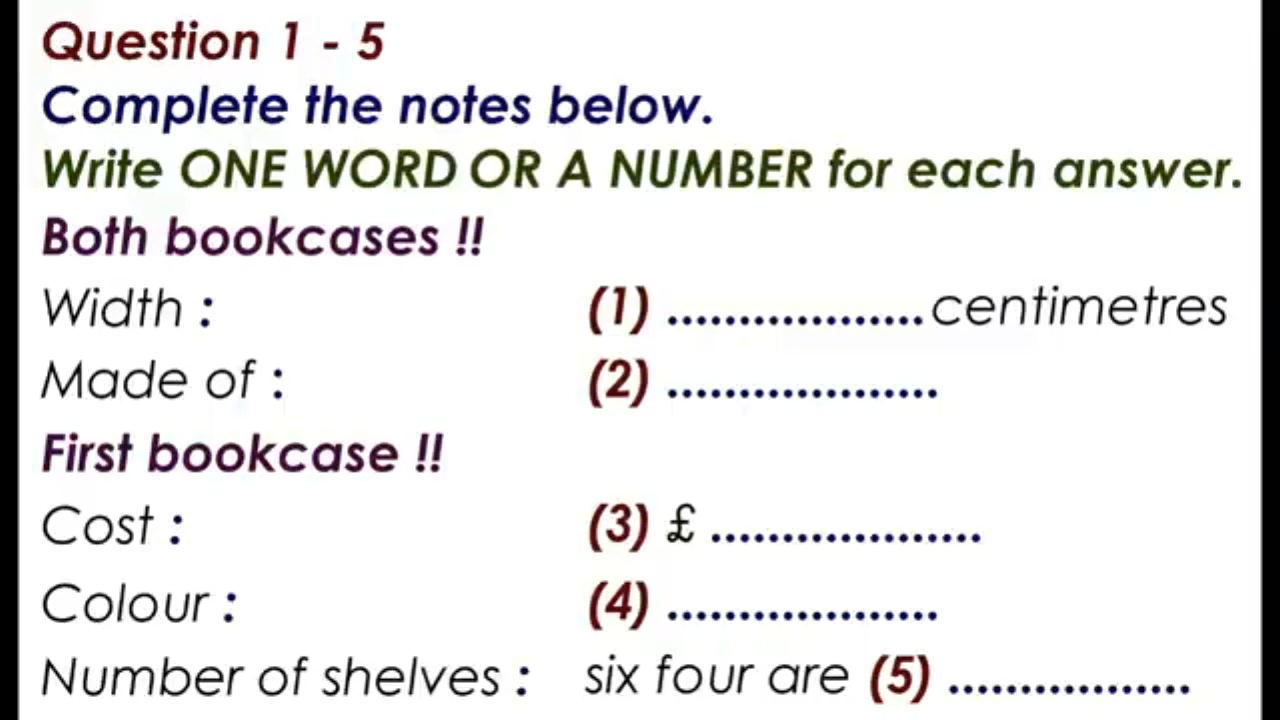 Question 1 - 5
Complete the notes below.
Write ONE WORD OR A NUMBER for each answer.
Both bookcases !!
Width : (1) ..................centimetres
Made of : (2) ...................
First bookcase !!
Cost : (3) £ ...................
Colour : (4) ...................
Number of shelves : six four are (5) .................